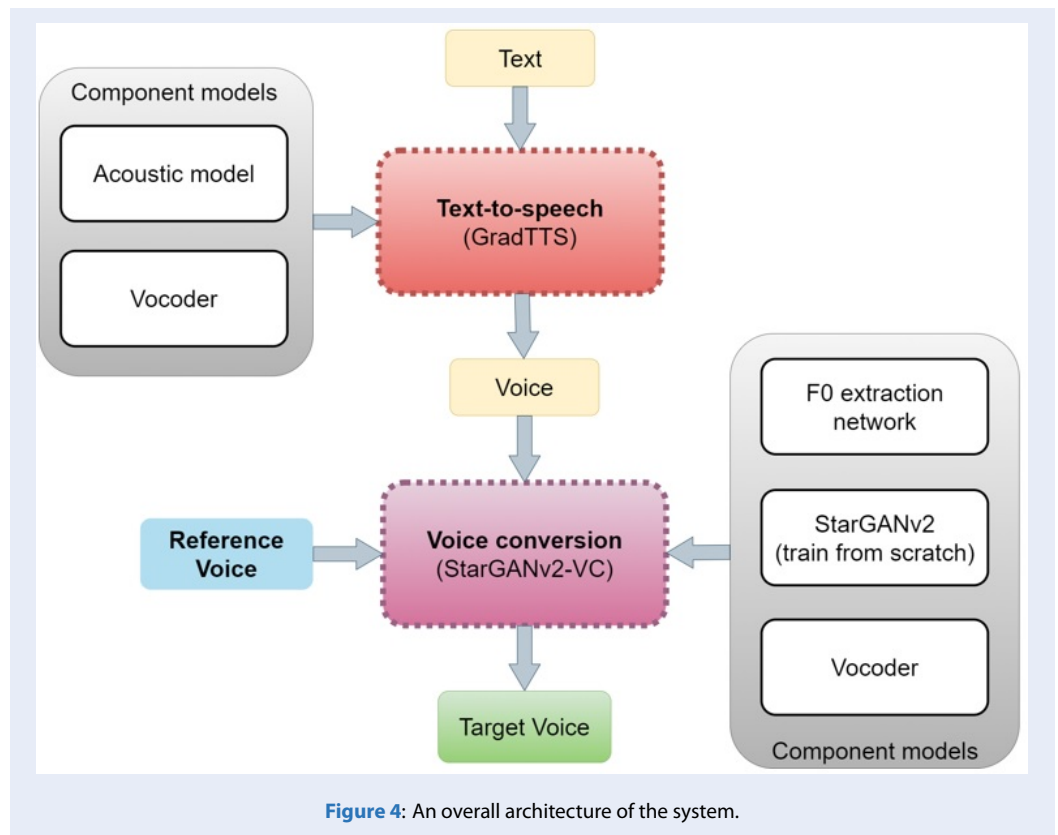 Text
Component models
Acoustic model
Vocoder
Text-to-speech
(GradTTS)
Voice
F0 extraction
network
StarGANv2
(train from scratch)
Vocoder
Component models
Reference
Voice
Voice conversion
(StarGANv2-VC)
Target Voice
Figure 4: An overall architecture of the system.